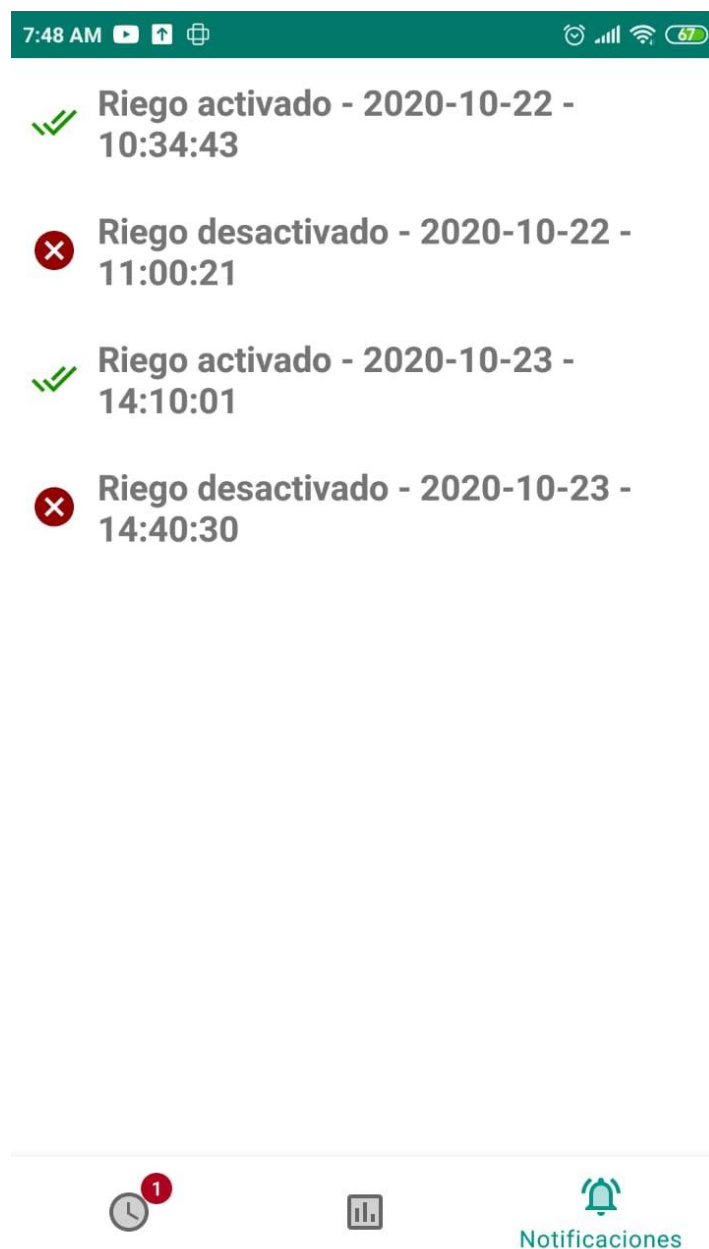 7:48 AM
67
Riego activado - 2020-10-22 -
10:34:43
Riego desactivado - 2020-10-22 -
11:00:21
Riego activado - 2020-10-23 -
14:10:01
Riego desactivado - 2020-10-23 -
14:40:30
1
Notificaciones